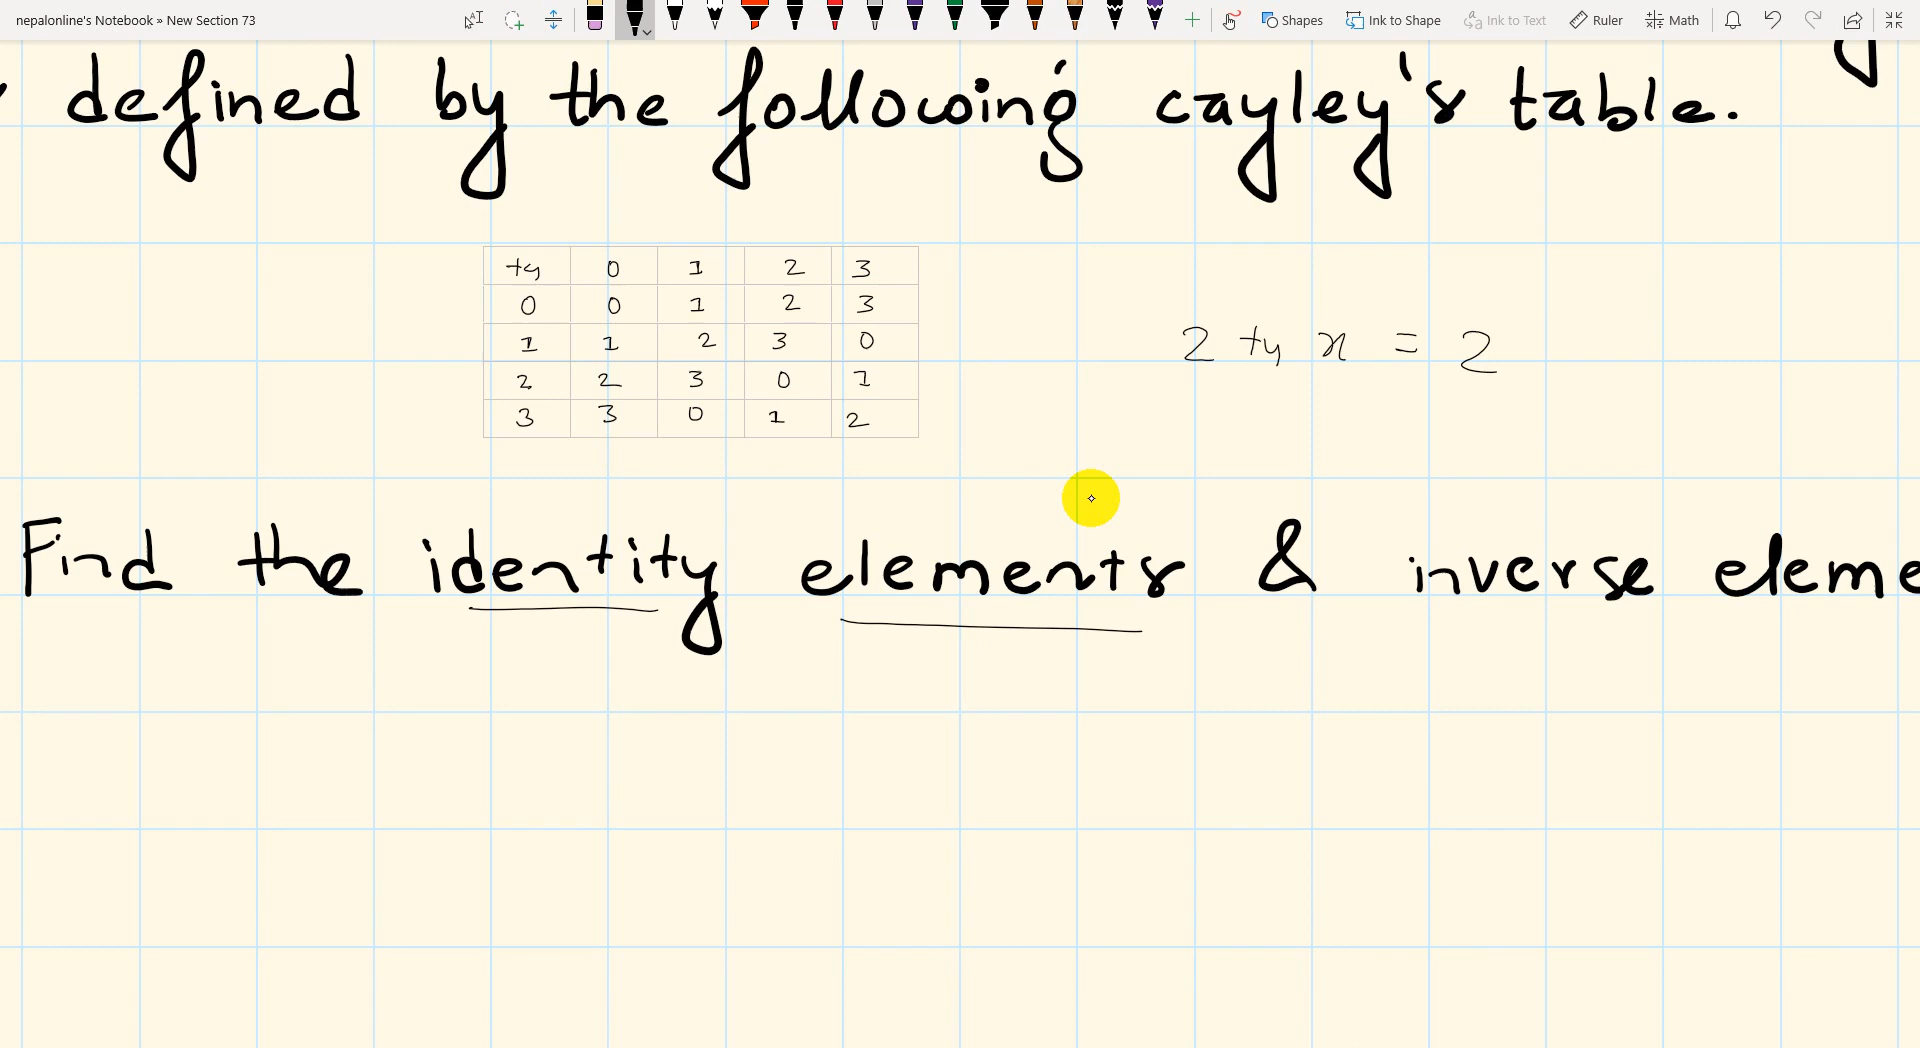 nepalonline's Notebook » New Section 73
Shapes Ink to Shape Ink to Text Ruler Math
defined by the following cayley's table.
+4 0 1 2 3
0 0 1 2 3
1 1 2 3 0
2 2 3 0 1
3 3 0 1 2
2 +4 x = 2
Find the identity elements & inverse eleme